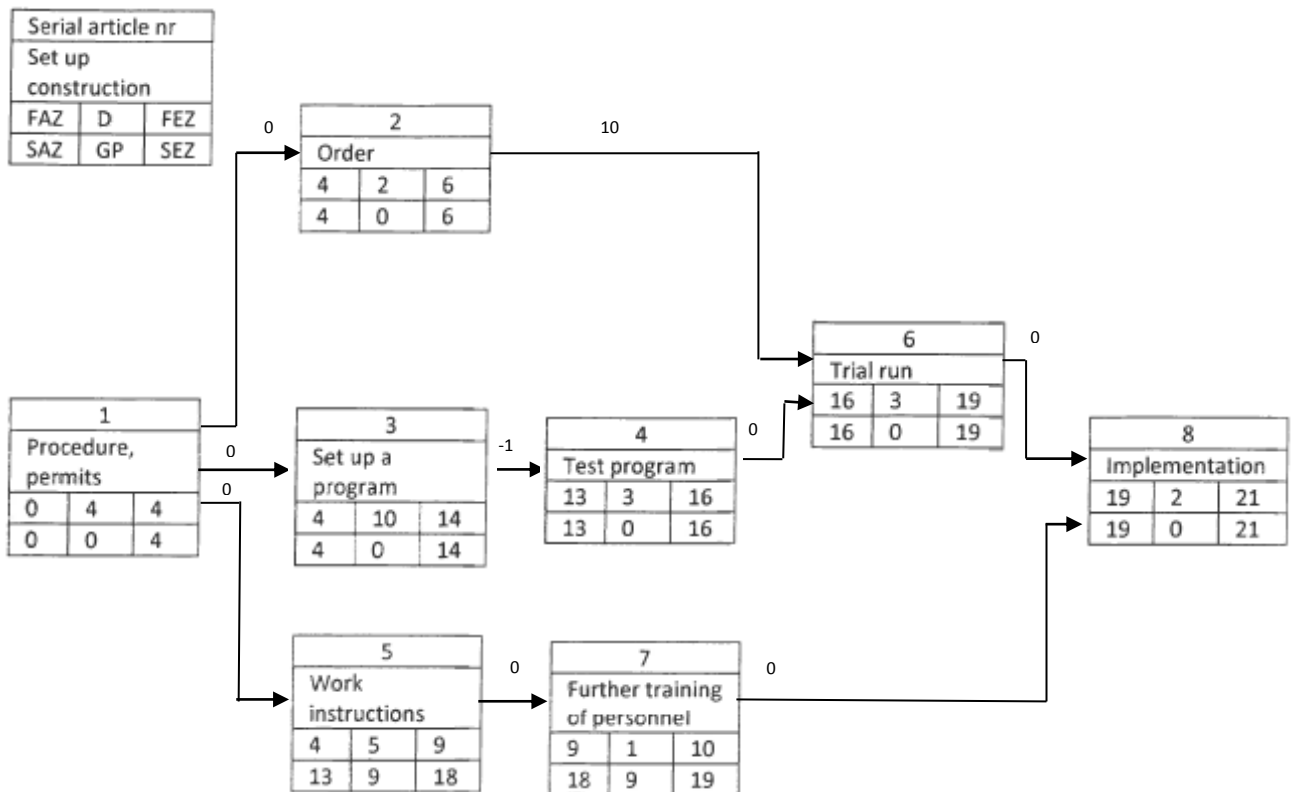 Serial article nr
Set up
construction
FAZ D FEZ
SAZ GP SEZ
0
2
Order
4 2 6
4 0 6
10
1
Procedure,
permits
0 4 4
0 0 4
0
0
3
Set up a
program
4 10 14
4 0 14
-1
4
Test program
13 3 16
13 0 16
0
6
Trial run
16 3 19
16 0 19
0
8
Implementation
19 2 21
19 0 21
5
Work
instructions
4 5 9
13 9 18
0
7
Further training
of personnel
9 1 10
18 9 19
0